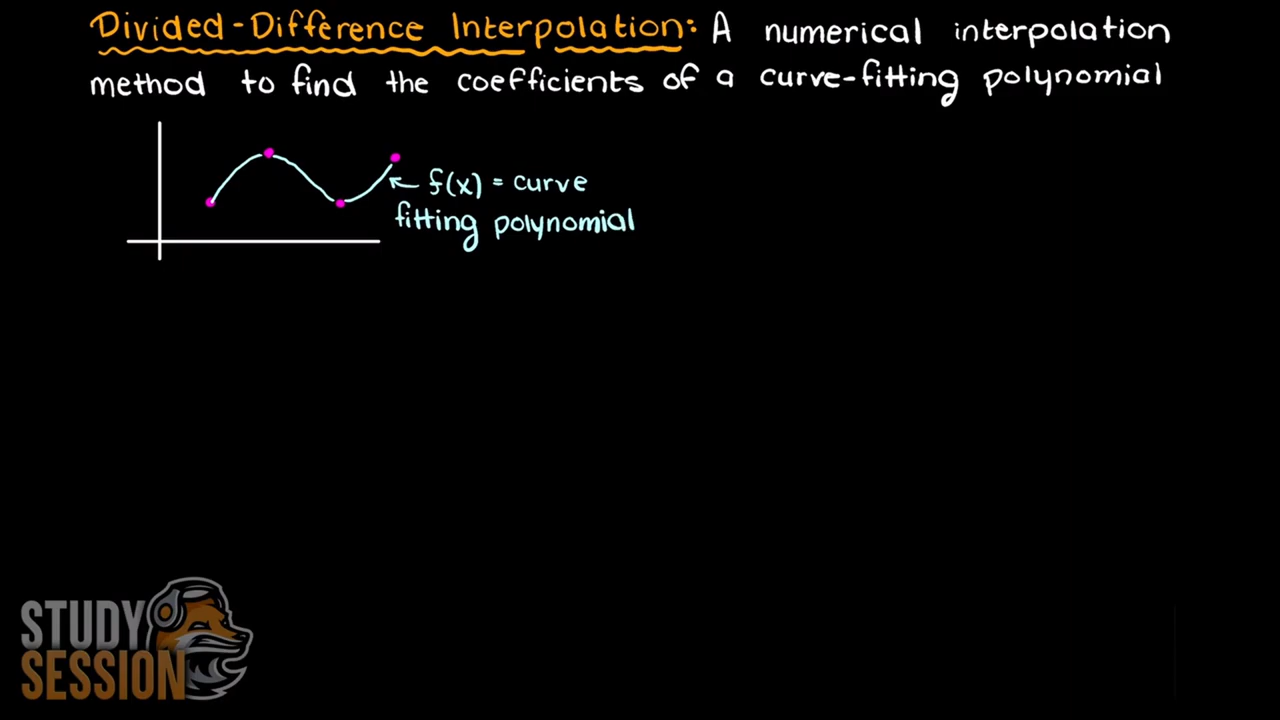 Divided-Difference Interpolation: A numerical interpolation
method to find the coefficients of a curve-fitting polynomial
f(x) = curve
fitting polynomial
STUDY
SESSION